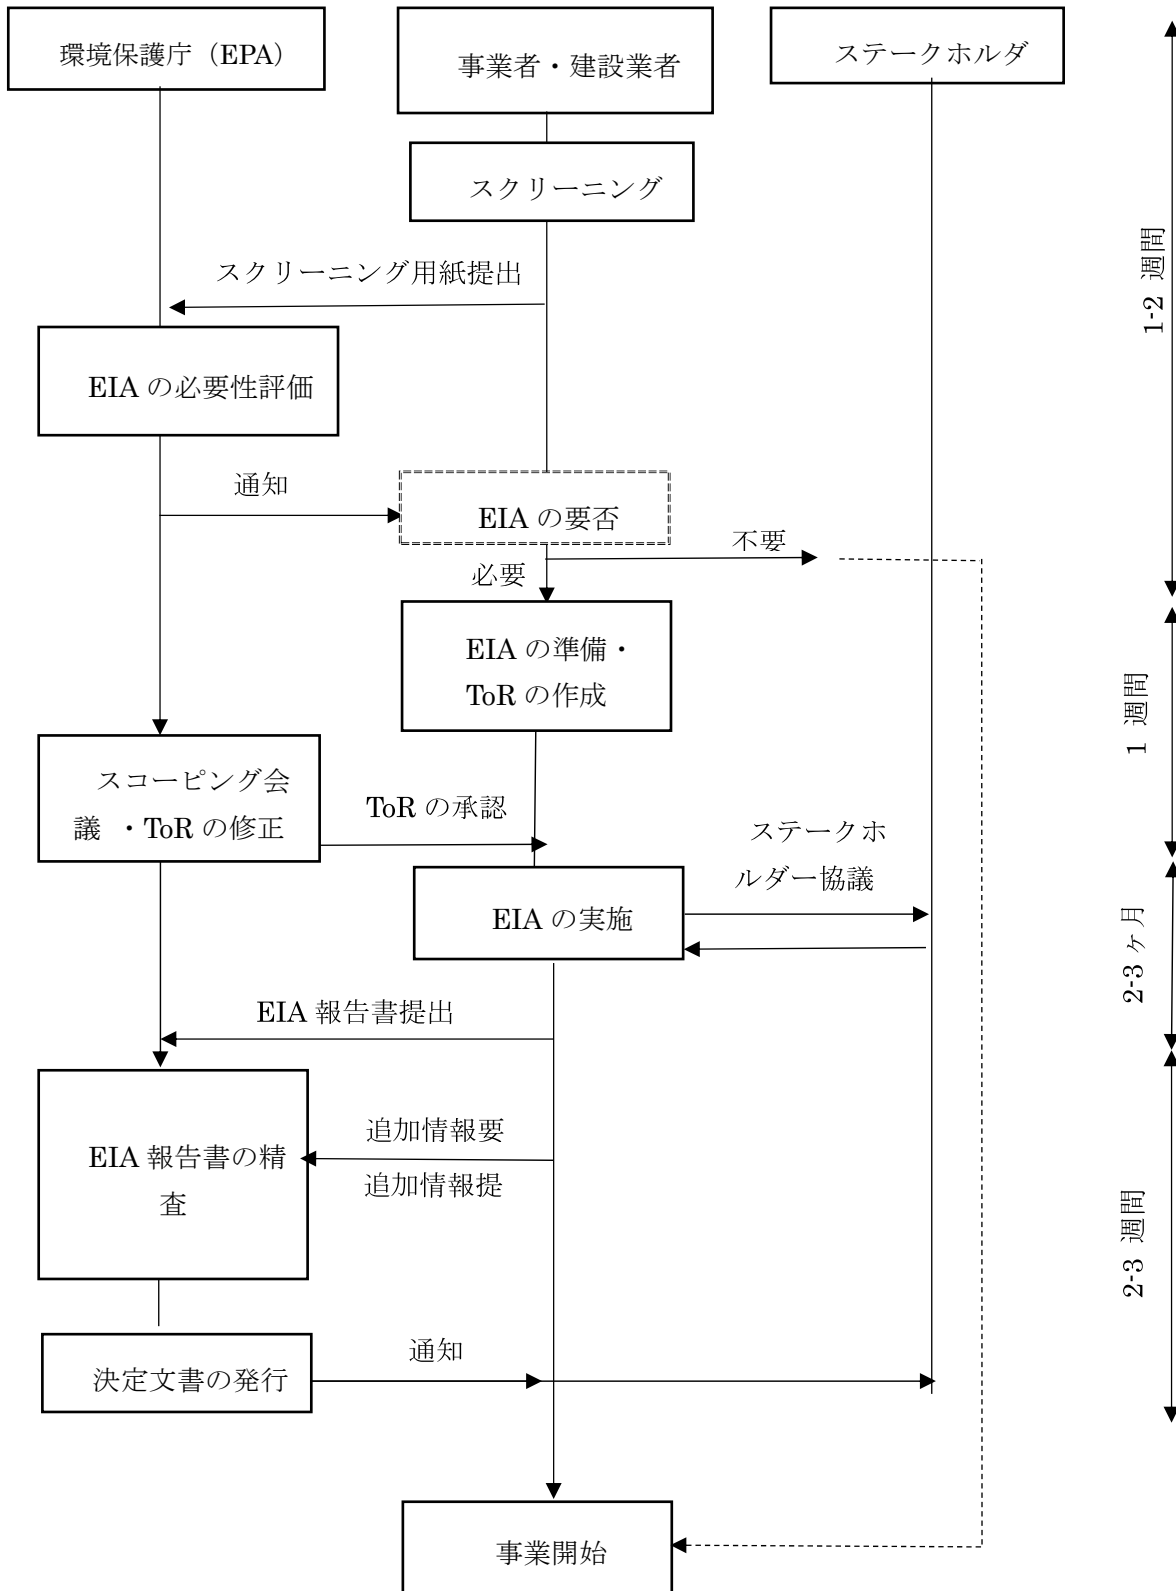 環境保護庁（EPA）
事業者・建設業者
ステークホルダ
スクリーニング
スクリーニング用紙提出
1-2 週間
EIA の必要性評価
通知
EIA の要否
不要
必要
EIA の準備・
ToR の作成
1 週間
スコーピング会
議 ・ToR の修正
ToR の承認
ステークホ
ルダー協議
EIA の実施
2-3 ヶ月
EIA 報告書提出
EIA 報告書の精
査
追加情報要
追加情報提
2-3 週間
決定文書の発行
通知
事業開始